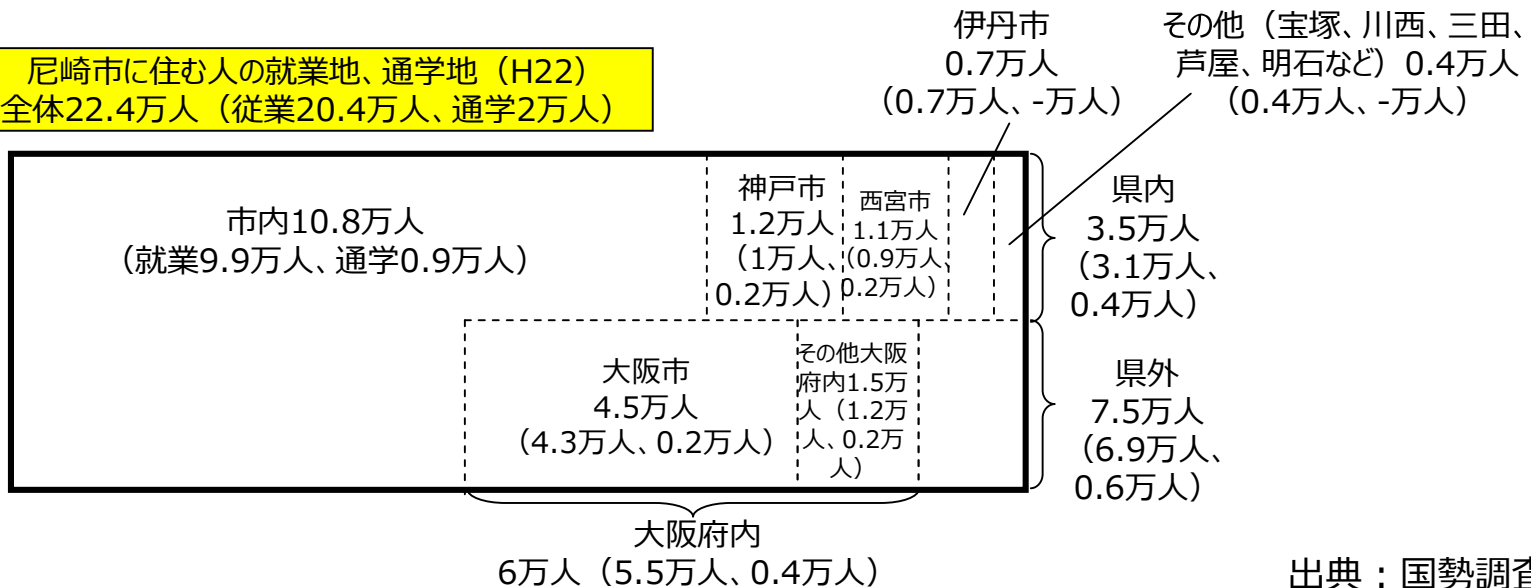 伊丹市
0.7万人
（0.7万人、-万人）
その他（宝塚、川西、三田、
芦屋、明石など）0.4万人
（0.4万人、-万人）
尼崎市に住む人の就業地、通学地（H22）
全体22.4万人（従業20.4万人、通学2万人）
市内10.8万人
（就業9.9万人、通学0.9万人）
神戸市
1.2万人
（1万人、
0.2万人）
西宮市
1.1万人
（0.9万人、
0.2万人）
県内
3.5万人
（3.1万人、
0.4万人）
大阪市
4.5万人
（4.3万人、0.2万人）
その他大阪
府内1.5万
人（1.2万
人、0.2万
人）
県外
7.5万人
（6.9万人、
0.6万人）
大阪府内
6万人（5.5万人、0.4万人）
出典：国勢調査